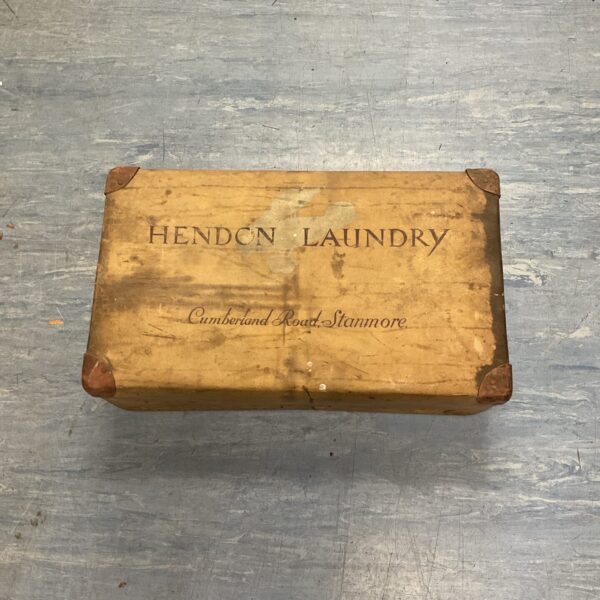 HENDON LAUNDRY
Cumberland Road, Stanmore.